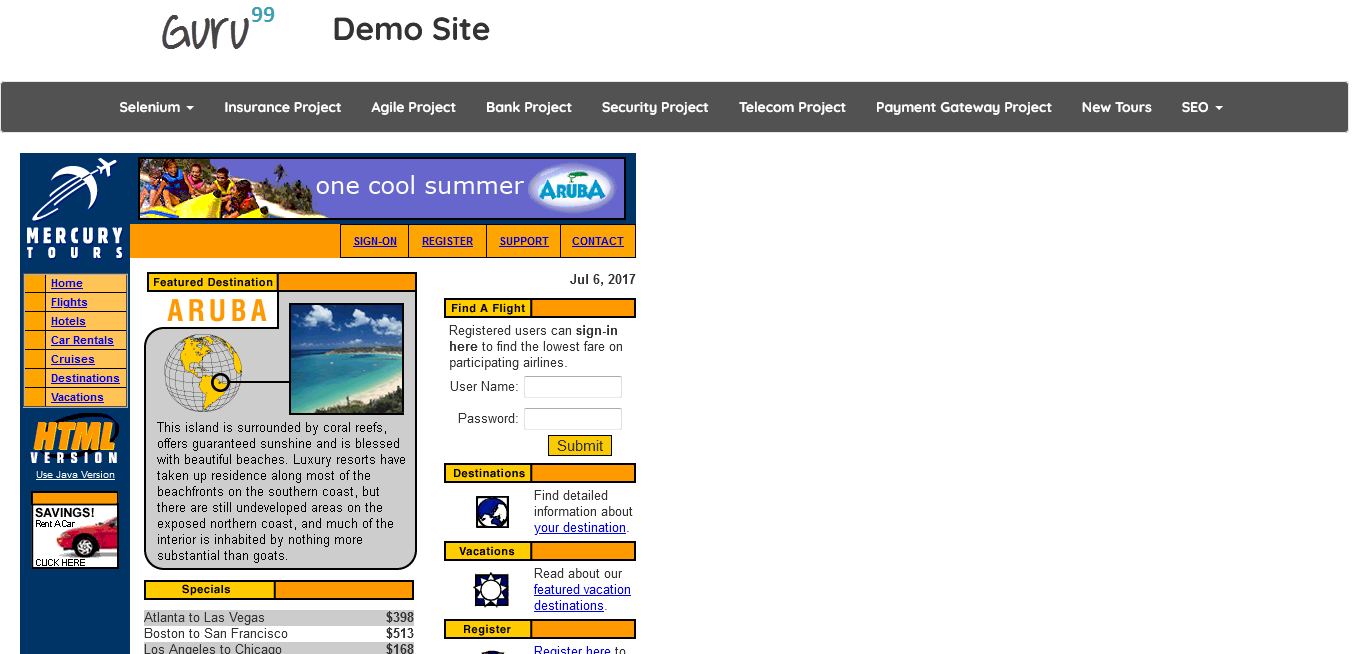 Guru99
Demo Site
Selenium
Insurance Project
Agile Project
Bank Project
Security Project
Telecom Project
Payment Gateway Project
New Tours
SEO
MERCURY
TOURS
one cool summer
ARUBA
SIGN-ON
REGISTER
SUPPORT
CONTACT
Home
Flights
Hotels
Car Rentals
Cruises
Destinations
Vacations
HTML
VERSION
Use Java Version
SAVINGS!
Rent A Car
CLICK HERE
Featured Destination
ARUBA
This island is surrounded by coral reefs,
offers guaranteed sunshine and is blessed
with beautiful beaches. Luxury resorts have
taken up residence along most of the
beachfronts on the southern coast, but
there are still undeveloped areas on the
exposed northern coast, and much of the
interior is inhabited by nothing more
substantial than goats.
Specials
Atlanta to Las Vegas $398
Boston to San Francisco $513
Los Angeles to Chicago $168
Jul 6, 2017
Find A Flight
Registered users can sign-in
here to find the lowest fare on
participating airlines.
User Name:
Password:
Submit
Destinations
Find detailed
information about
your destination.
Vacations
Read about our
featured vacation
destinations.
Register
Register here to